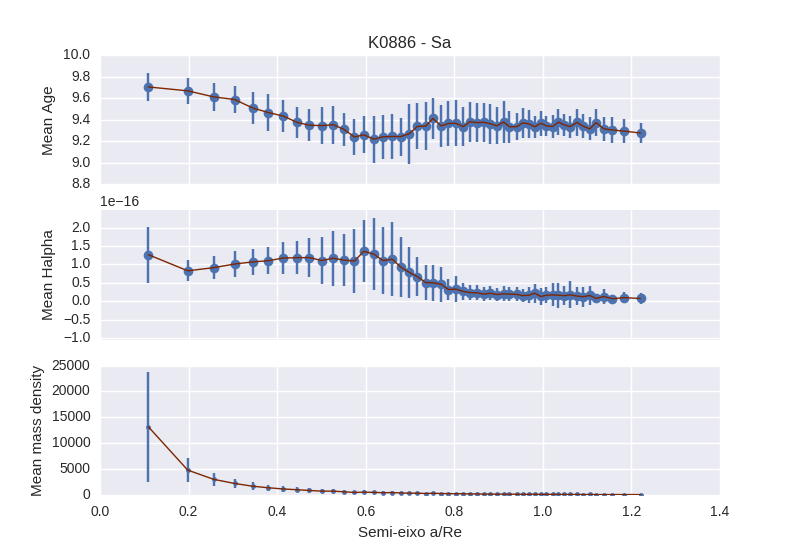 K0886 - Sa
Mean Age
10.0
9.8
9.6
9.4
9.2
9.0
8.8
1e−16
Mean Halpha
2.0
1.5
1.0
0.5
0.0
−0.5
−1.0
Mean mass density
25000
20000
15000
10000
5000
0
0.0 0.2 0.4 0.6 0.8 1.0 1.2 1.4
Semi-eixo a/Re